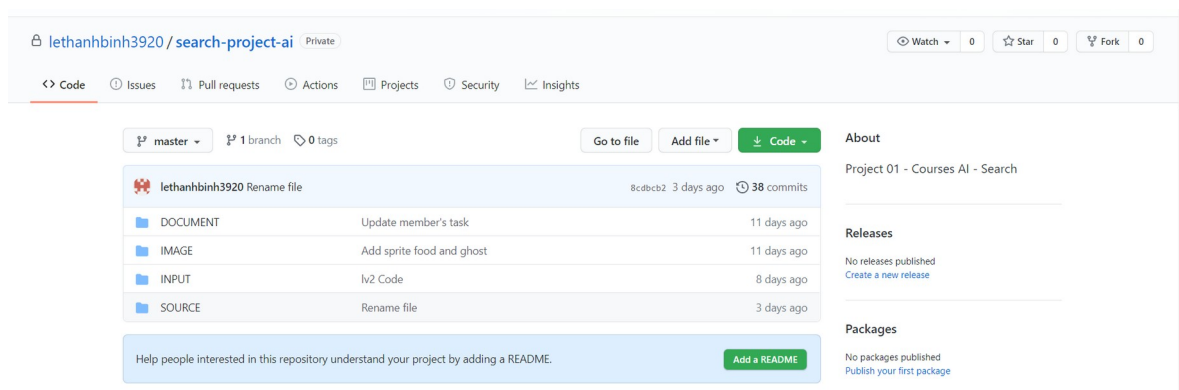 lethanhbinh3920 / search-project-ai Private
Watch 0 Star 0 Fork 0
Code Issues Pull requests Actions Projects Security Insights
master 1 branch 0 tags Go to file Add file Code
lethanhbinh3920 Rename file 8cdbcb2 3 days ago 38 commits
DOCUMENT Update member's task 11 days ago
IMAGE Add sprite food and ghost 11 days ago
INPUT lv2 Code 8 days ago
SOURCE Rename file 3 days ago
Help people interested in this repository understand your project by adding a README. Add a README
About
Project 01 - Courses AI - Search
Releases
No releases published
Create a new release
Packages
No packages published
Publish your first package